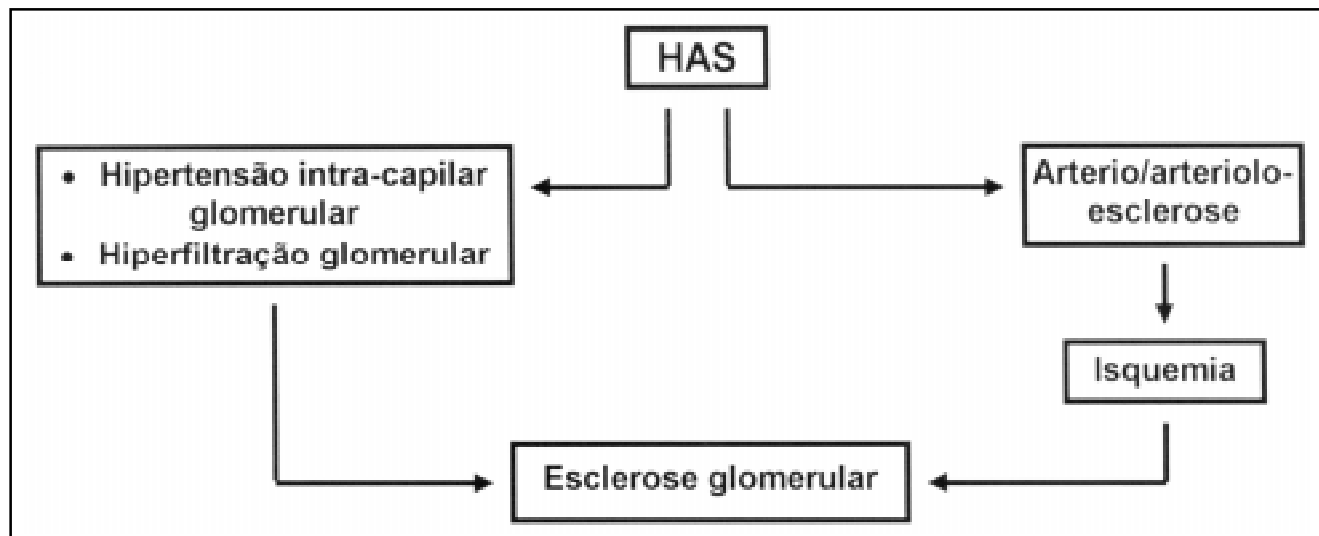 HAS
• Hipertensão intra-capilar
glomerular
• Hiperfiltração glomerular
Arterio/arteriolo-
esclerose
Isquemia
Esclerose glomerular